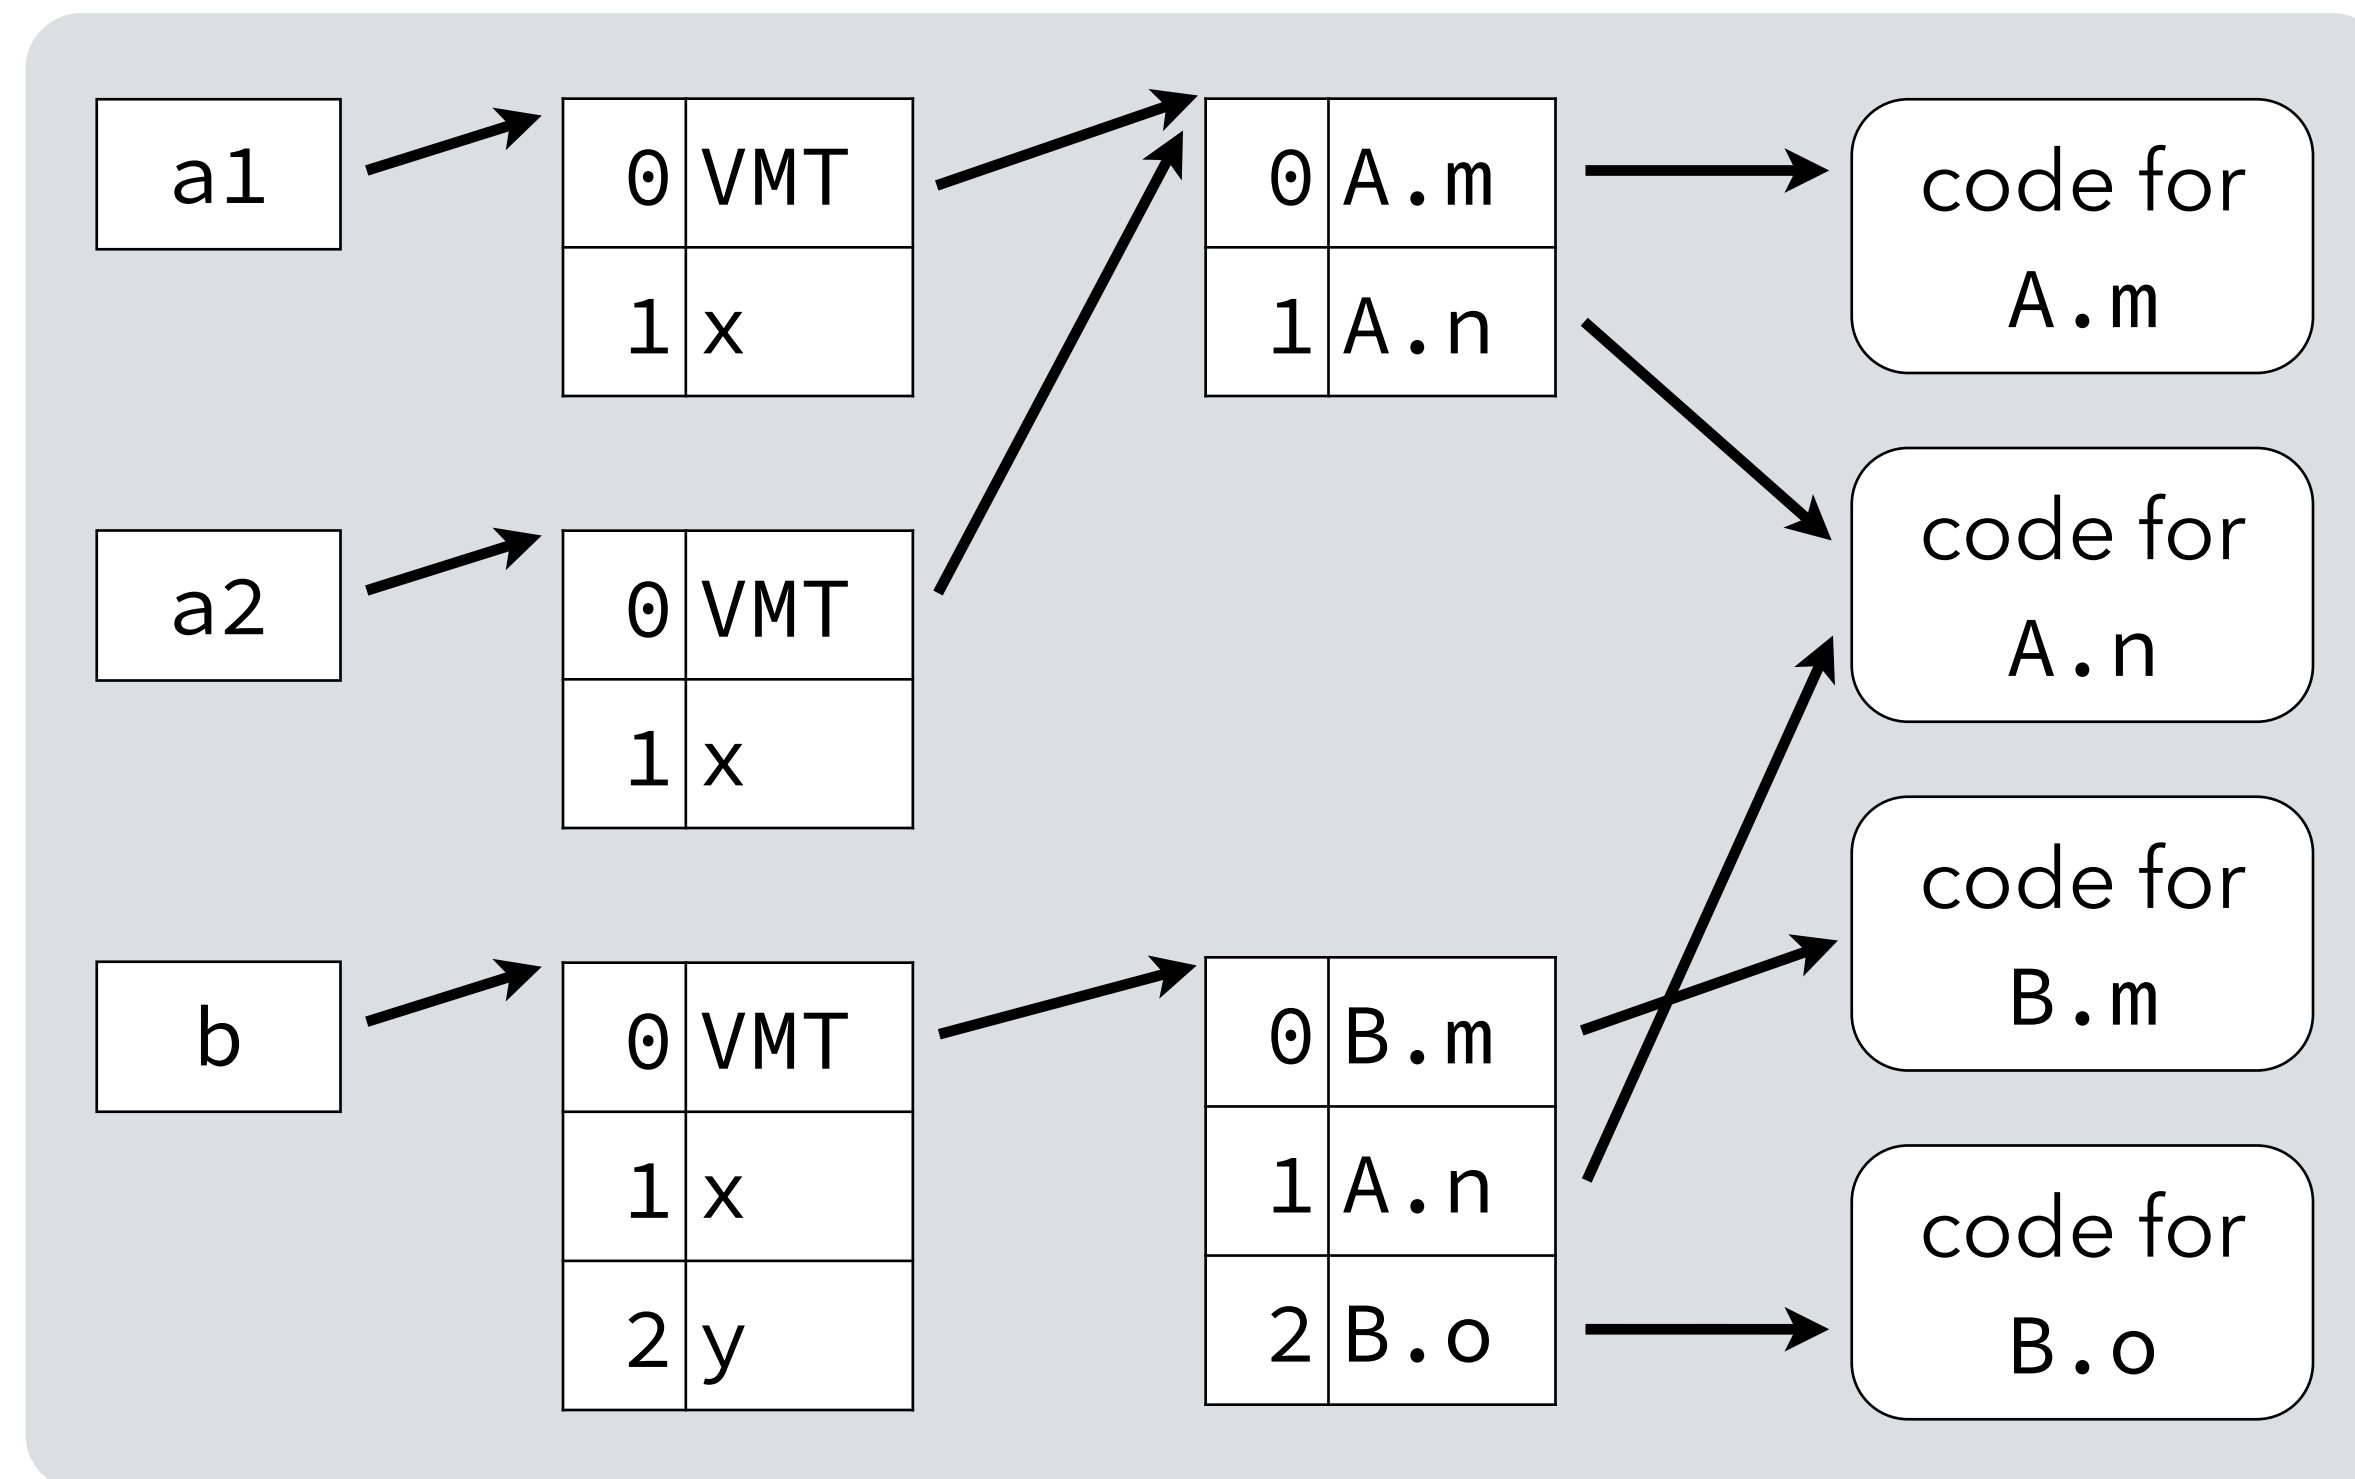 a1
0 VMT
1 x
0 A.m
1 A.n
code for
A.m
a2
0 VMT
1 x
code for
A.n
b
0 VMT
1 x
2 y
0 B.m
1 A.n
2 B.o
code for
B.m
code for
B.o